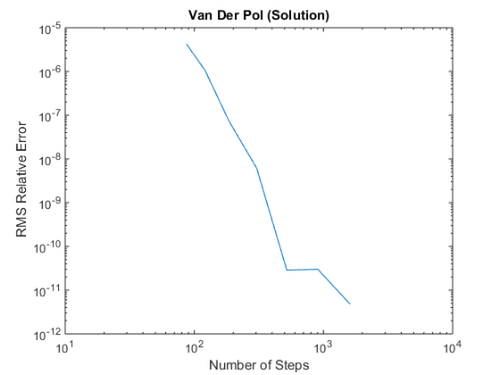 Van Der Pol (Solution)
10^-5
10^-6
10^-7
10^-8
10^-9
10^-10
10^-11
10^-12
RMS Relative Error
10^1 10^2 10^3 10^4
Number of Steps